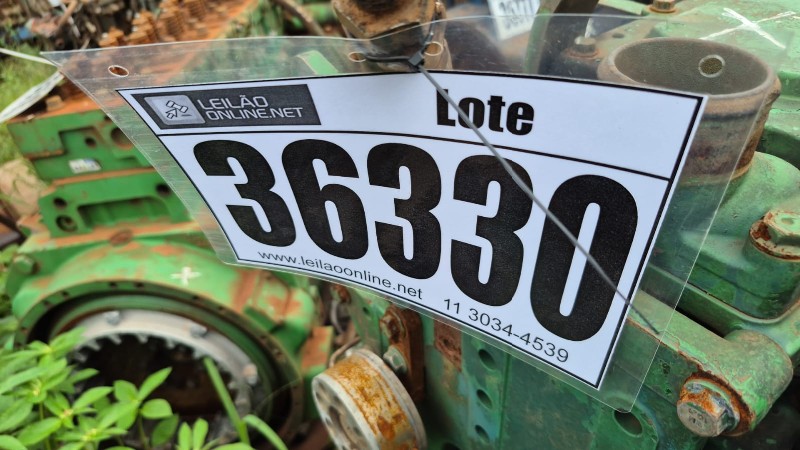 LEILÃO
ONLINE.NET
Lote
36330
www.leilaoonline.net 11 3034-4539